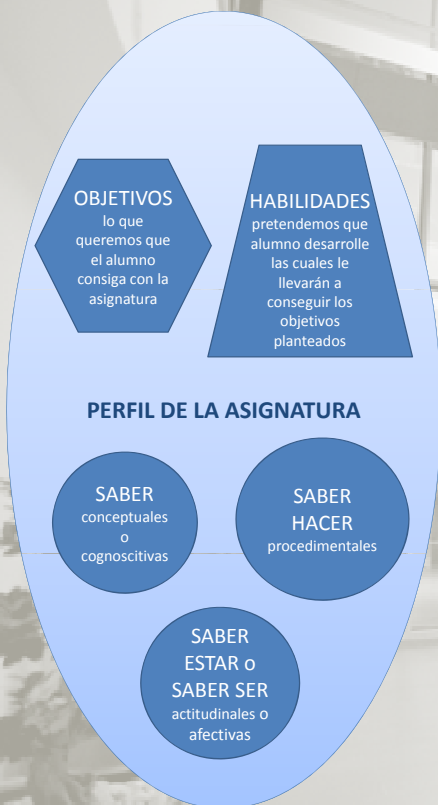 OBJETIVOS
lo que
queremos que
el alumno
consiga con la
asignatura
HABILIDADES
pretendemos que
alumno desarrolle
las cuales le
llevarán a
conseguir los
objetivos
planteados
PERFIL DE LA ASIGNATURA
SABER
conceptuales
o
cognoscitivas
SABER
HACER
procedimentales
SABER
ESTAR o
SABER SER
actitudinales o
afectivas